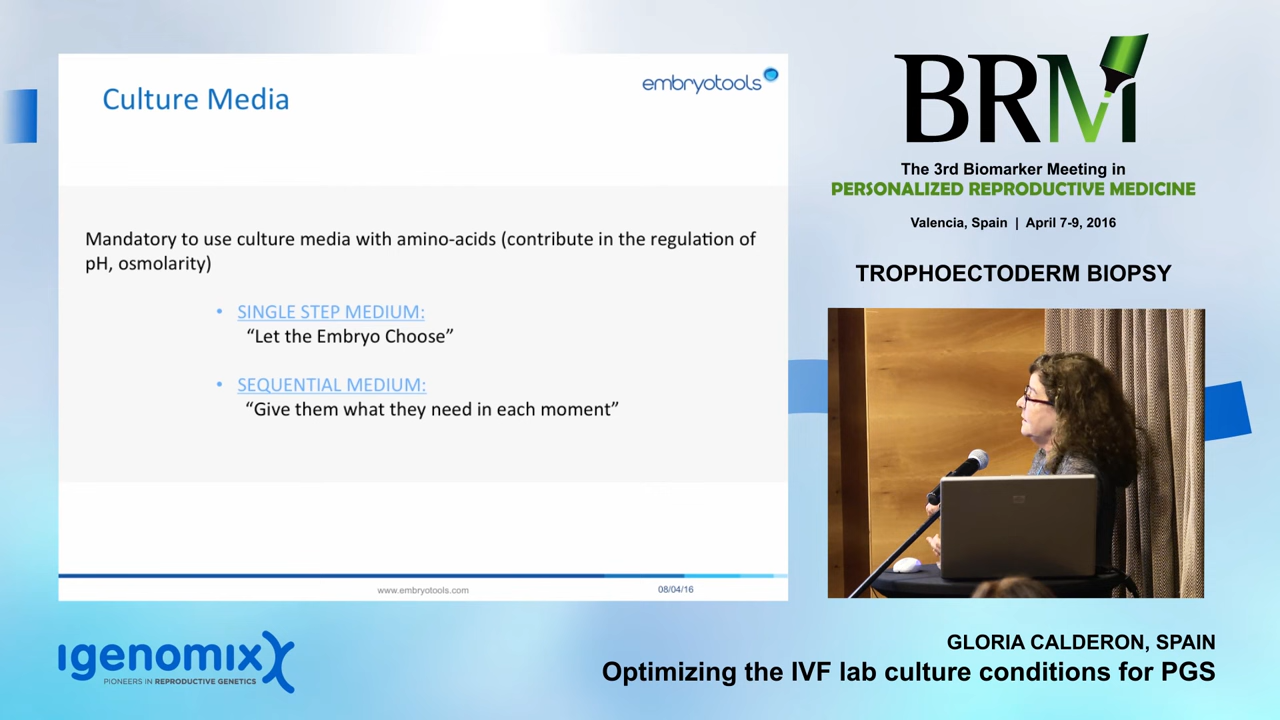 Culture Media
embryotools
Mandatory to use culture media with amino-acids (contribute in the regulation of
pH, osmolarity)
• SINGLE STEP MEDIUM:
“Let the Embryo Choose”
• SEQUENTIAL MEDIUM:
“Give them what they need in each moment”
www.embryotools.com
08/04/16
BRM
The 3rd Biomarker Meeting in
PERSONALIZED REPRODUCTIVE MEDICINE
Valencia, Spain | April 7-9, 2016
TROPHOECTODERM BIOPSY
igenomix
PIONEERS IN REPRODUCTIVE GENETICS
GLORIA CALDERON, SPAIN
Optimizing the IVF lab culture conditions for PGS